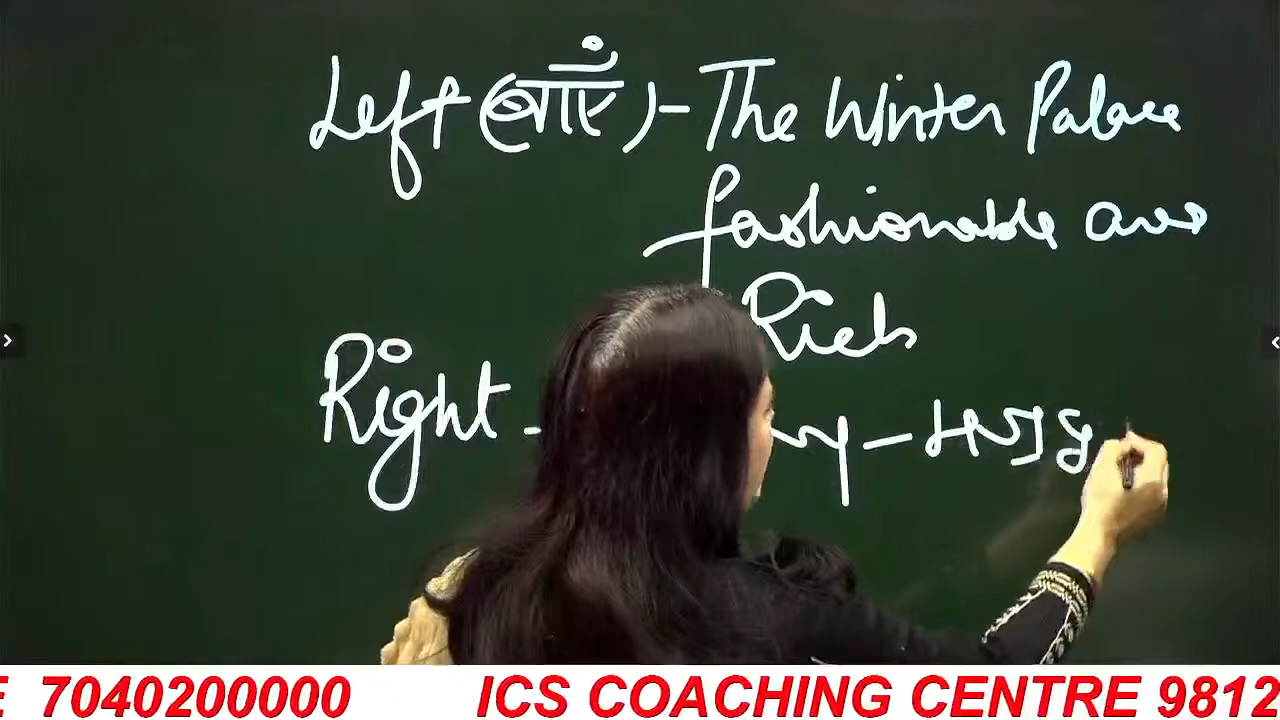 Left (बाएं) - The Winter Palace
fashionable area
Rich
Right -
E 7040200000 ICS COACHING CENTRE 9812